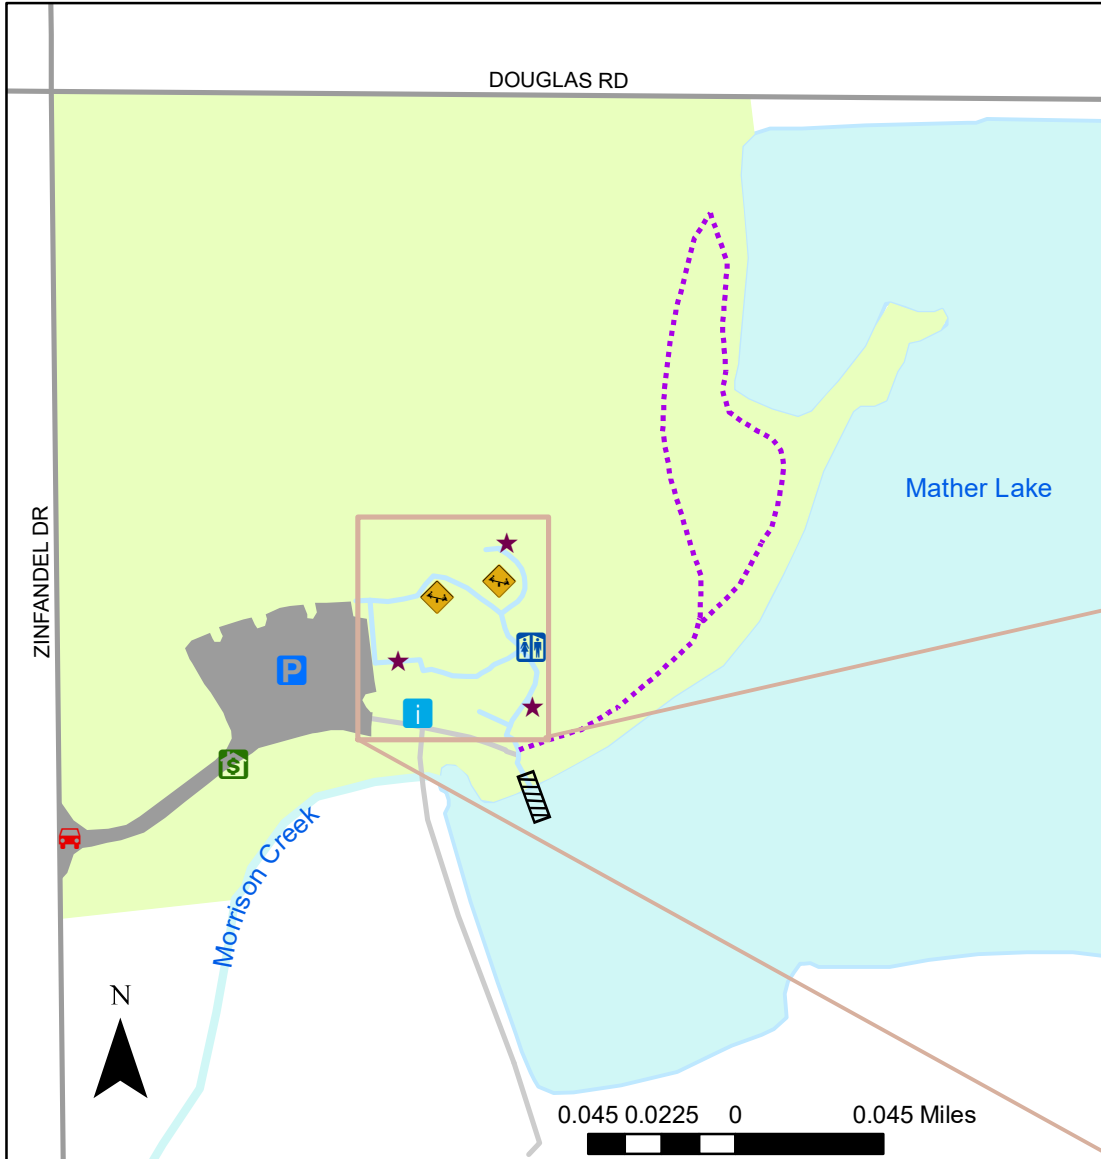 DOUGLAS RD
Mather Lake
ZINFANDEL DR
P
i
$
Morrison Creek
N
0.045 0.0225 0 0.045 Miles